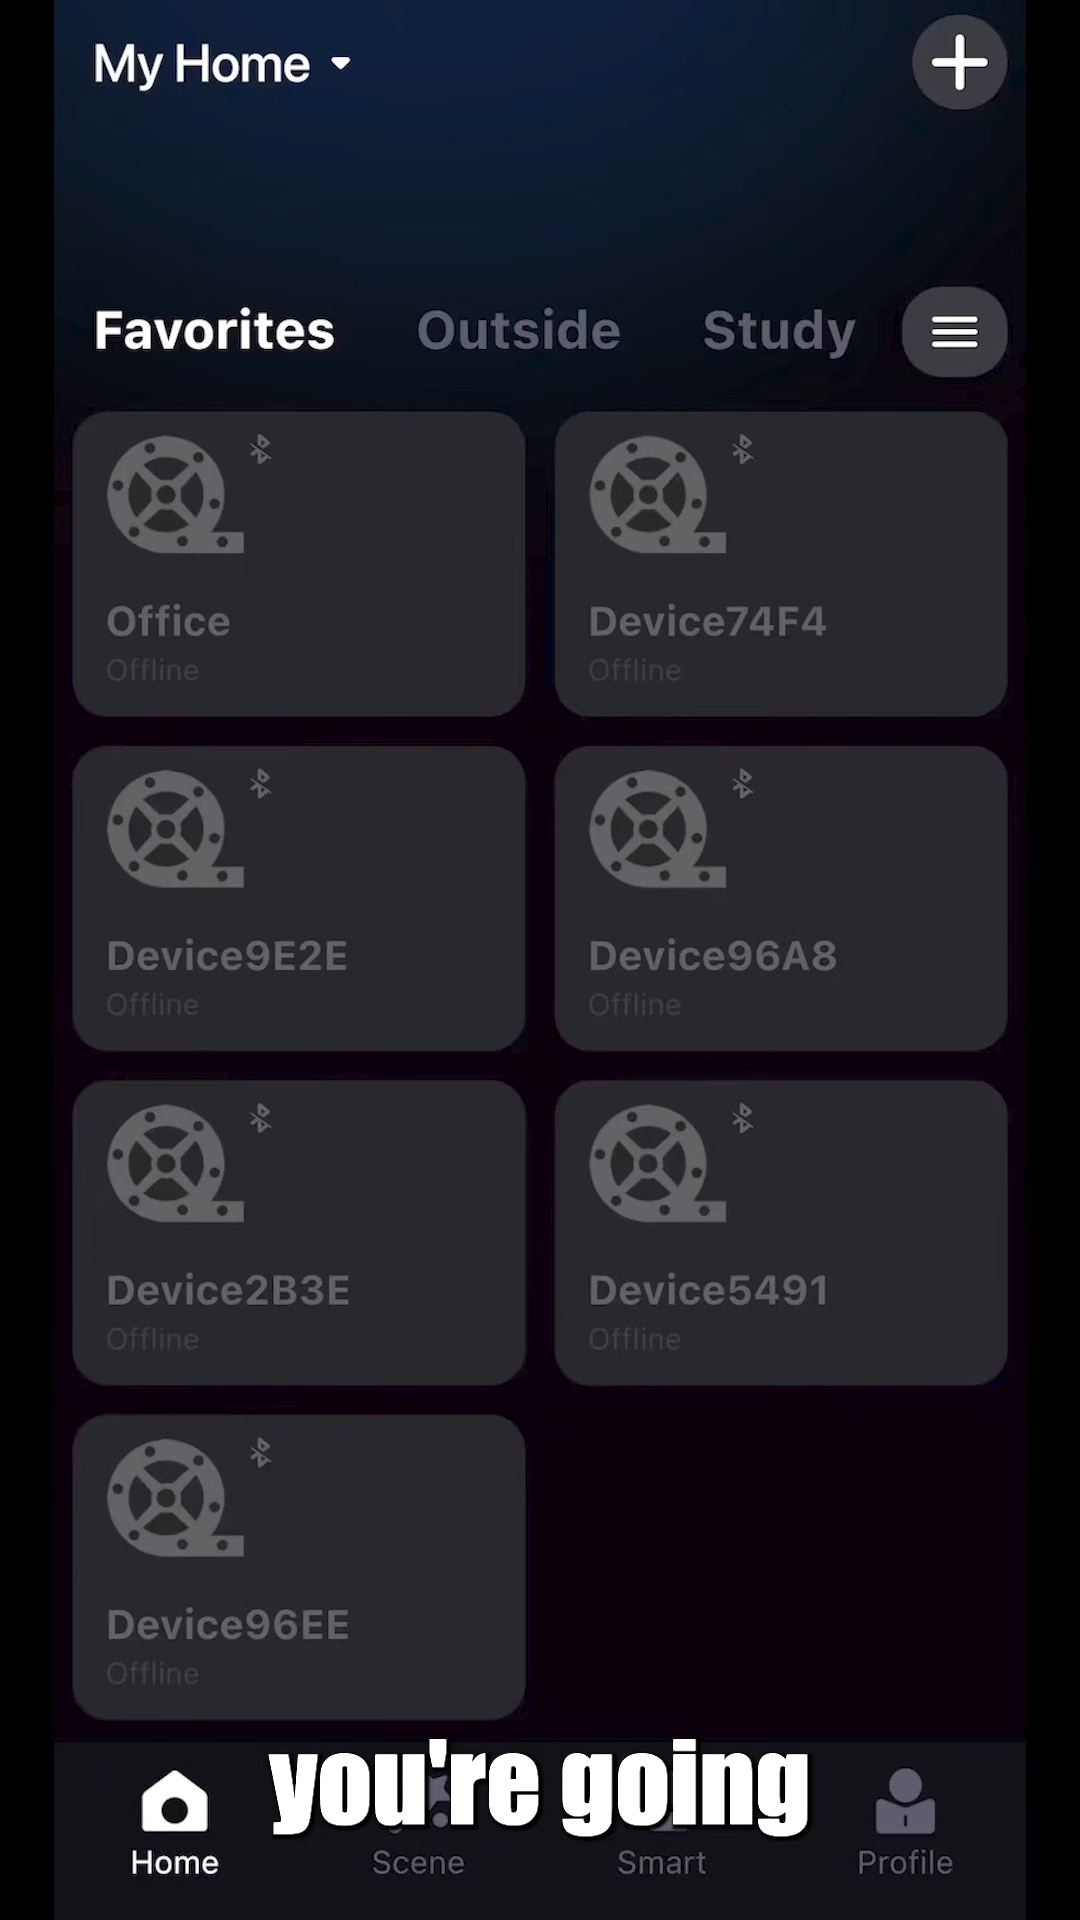 My Home
Favorites Outside Study
Office
Offline
Device74F4
Offline
Device9E2E
Offline
Device96A8
Offline
Device2B3E
Offline
Device5491
Offline
Device96EE
Offline
you're going
Home Scene Smart Profile